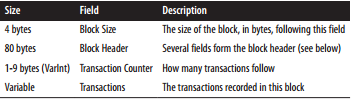 Size Field Description
4 bytes Block Size The size of the block, in bytes, following this field
80 bytes Block Header Several fields form the block header (see below)
1-9 bytes (VarInt) Transaction Counter How many transactions follow
Variable Transactions The transactions recorded in this block